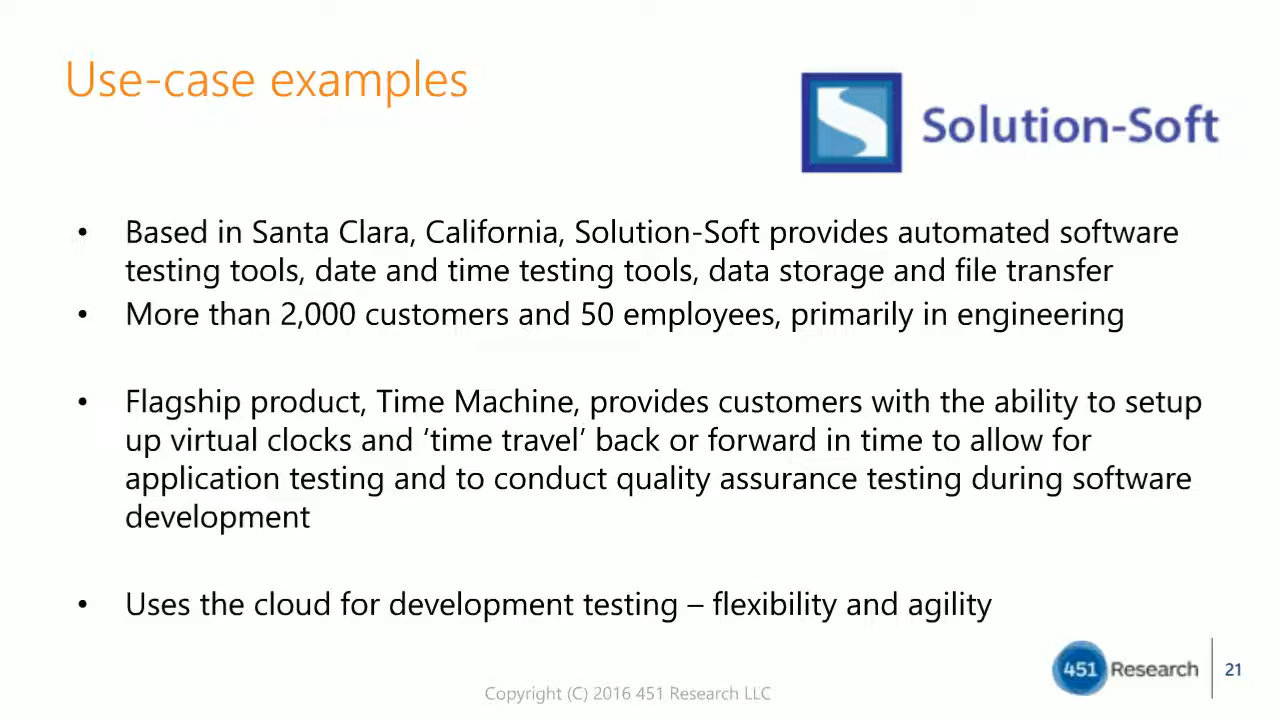 Use-case examples
Solution-Soft
• Based in Santa Clara, California, Solution-Soft provides automated software
testing tools, date and time testing tools, data storage and file transfer
• More than 2,000 customers and 50 employees, primarily in engineering
• Flagship product, Time Machine, provides customers with the ability to setup
up virtual clocks and ‘time travel’ back or forward in time to allow for
application testing and to conduct quality assurance testing during software
development
• Uses the cloud for development testing – flexibility and agility
451 Research
21
Copyright (C) 2016 451 Research LLC